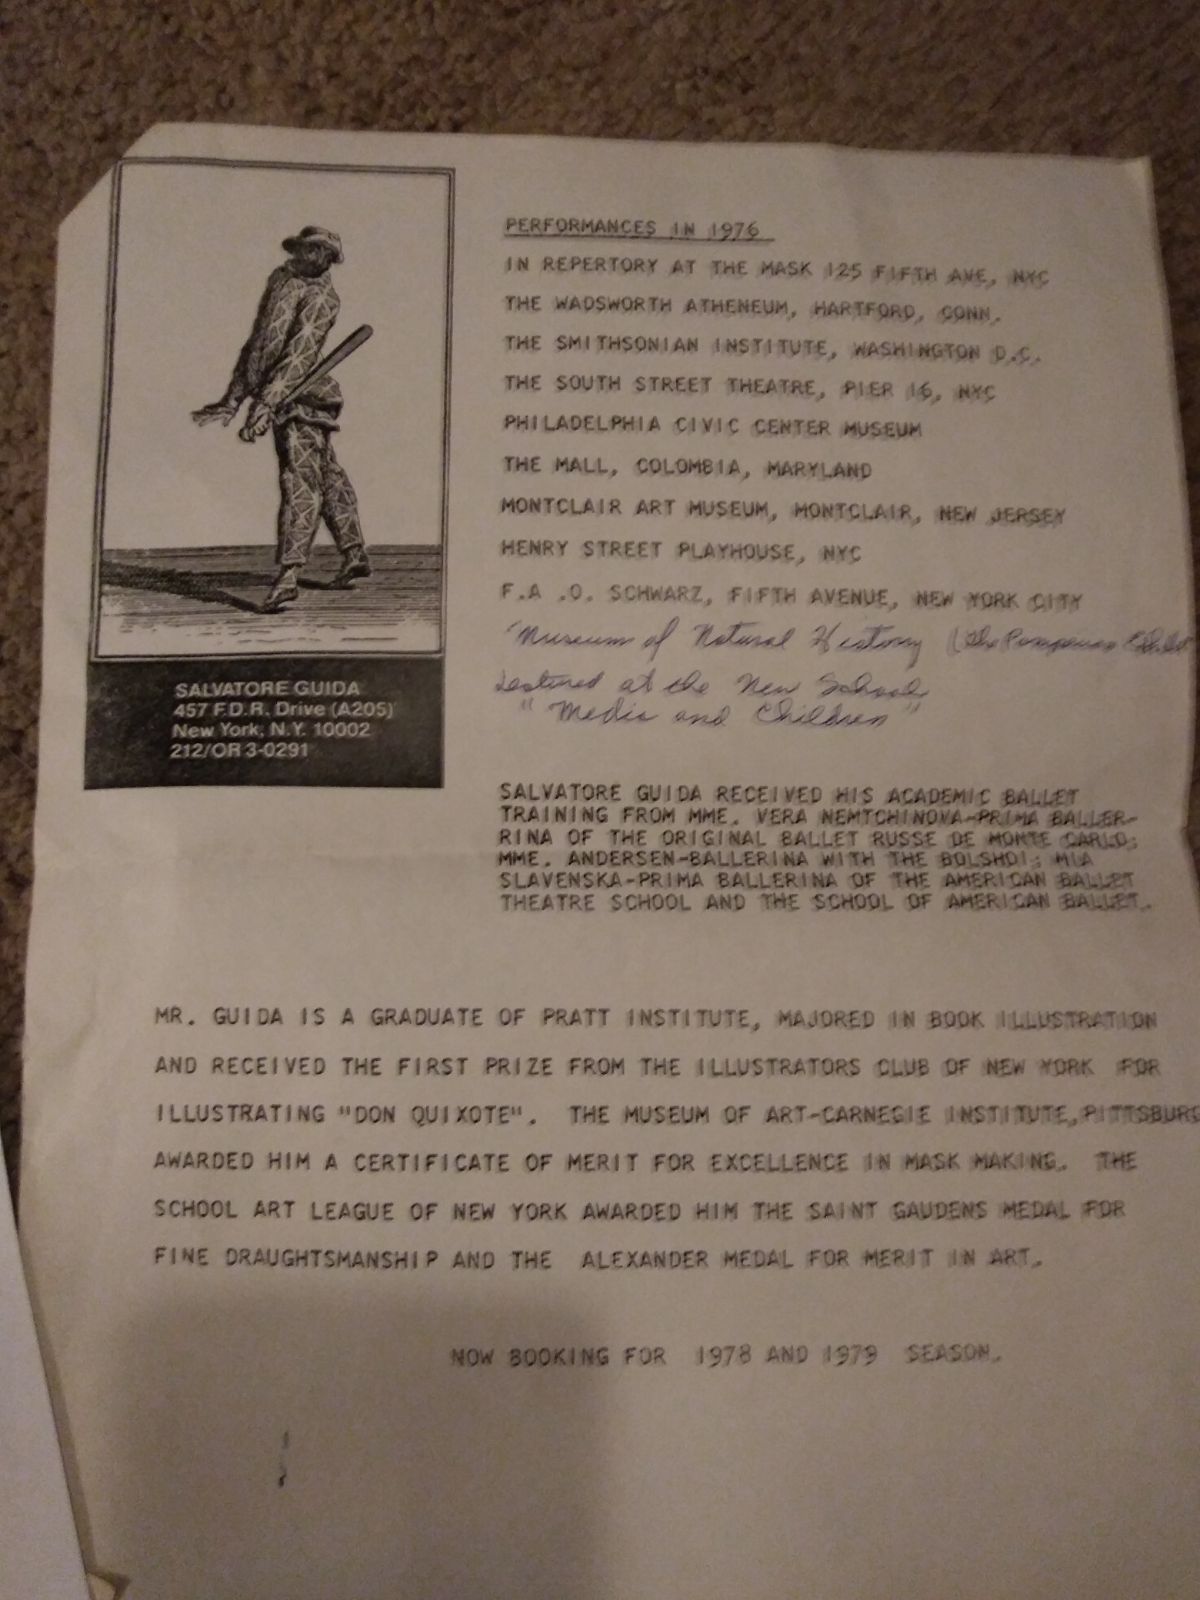 PERFORMANCES IN 1976
IN REPERTORY AT THE MASK 125 FIFTH AVE, NYC
THE WADSWORTH ATHENEUM, HARTFORD, CONN.
THE SMITHSONIAN INSTITUTE, WASHINGTON D.C.
THE SOUTH STREET THEATRE, PIER 16, NYC
PHILADELPHIA CIVIC CENTER MUSEUM
THE MALL, COLOMBIA, MARYLAND
MONTCLAIR ART MUSEUM, MONTCLAIR, NEW JERSEY
HENRY STREET PLAYHOUSE, NYC
F.A .O. SCHWARZ, FIFTH AVENUE, NEW YORK CITY
Museum of Natural History (the
Lectured at the New School
"Media and Children"
SALVATORE GUIDA
457 F.D.R. Drive (A205)
New York, N.Y. 10002
212/OR 3-0291
SALVATORE GUIDA RECEIVED HIS ACADEMIC BALLET
TRAINING FROM MME. VERA NEMTCHINOVA-PRIMA BALLER-
RINA OF THE ORIGINAL BALLET RUSSE DE MONTE CARLO;
MME. ANDERSEN-BALLERINA WITH THE BOLSHOI; MIA
SLAVENSKA-PRIMA BALLERINA OF THE AMERICAN BALLET
THEATRE SCHOOL AND THE SCHOOL OF AMERICAN BALLET.
MR. GUIDA IS A GRADUATE OF PRATT INSTITUTE, MAJORED IN BOOK ILLUSTRATION
AND RECEIVED THE FIRST PRIZE FROM THE ILLUSTRATORS CLUB OF NEW YORK FOR
ILLUSTRATING "DON QUIXOTE". THE MUSEUM OF ART-CARNEGIE INSTITUTE, PITTSBURG
AWARDED HIM A CERTIFICATE OF MERIT FOR EXCELLENCE IN MASK MAKING. THE
SCHOOL ART LEAGUE OF NEW YORK AWARDED HIM THE SAINT GAUDENS MEDAL FOR
FINE DRAUGHTSMANSHIP AND THE ALEXANDER MEDAL FOR MERIT IN ART.
NOW BOOKING FOR 1978 AND 1979 SEASON.